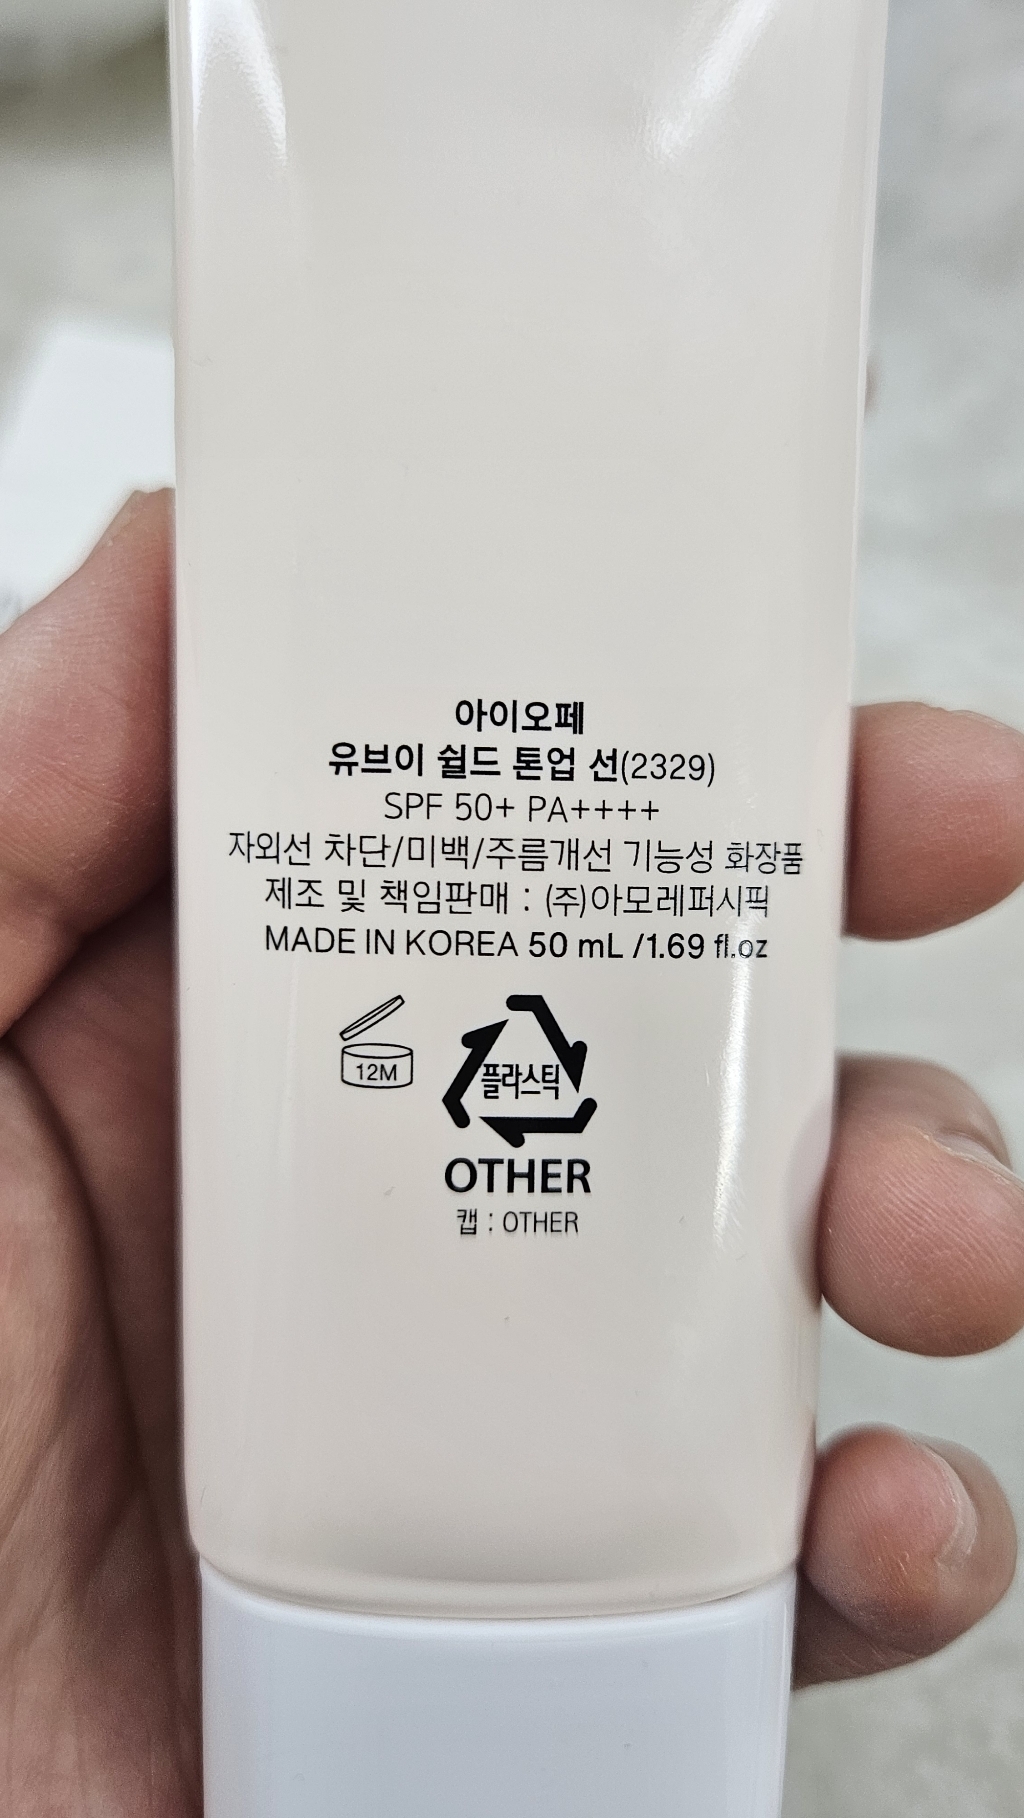 아이오페
유브이 쉴드 톤업 선(2329)
SPF 50+ PA++++
자외선 차단/미백/주름개선 기능성 화장품
제조 및 책임판매 : (주)아모레퍼시픽
MADE IN KOREA 50 mL /1.69 fl.oz
12M
플라스틱
OTHER
캡 : OTHER